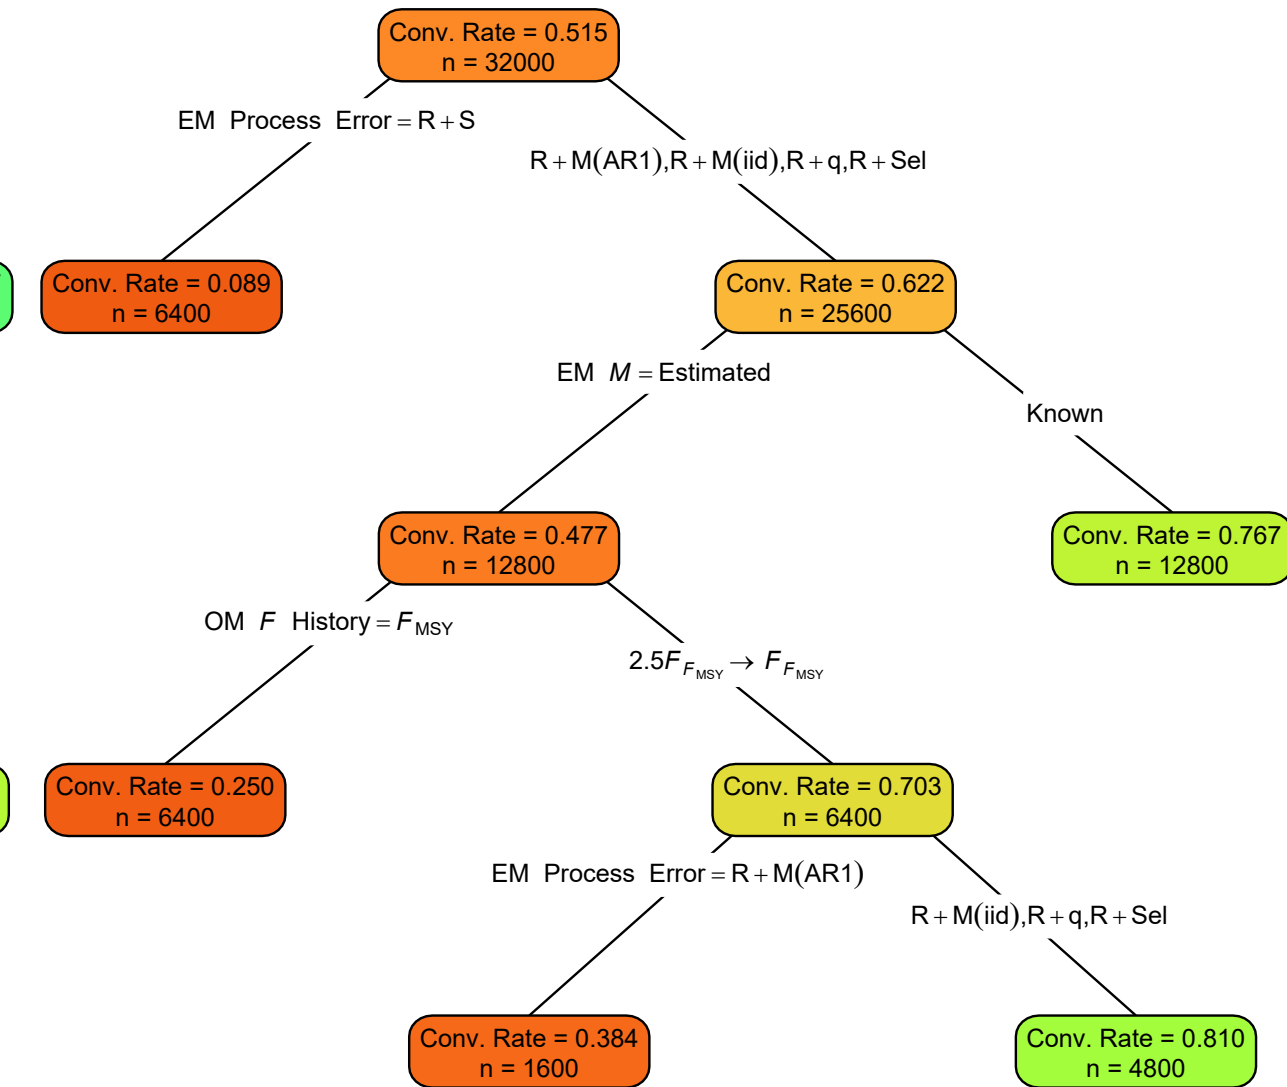 Conv. Rate = 0.515
n = 32000
EM Process Error = R + S
R + M(AR1),R + M(iid),R + q,R + Sel
Conv. Rate = 0.089
n = 6400
Conv. Rate = 0.622
n = 25600
EM M = Estimated
Known
Conv. Rate = 0.477
n = 12800
Conv. Rate = 0.767
n = 12800
OM F History = F_MSY
2.5F_F_MSY → F_F_MSY
Conv. Rate = 0.250
n = 6400
Conv. Rate = 0.703
n = 6400
EM Process Error = R + M(AR1)
R + M(iid),R + q,R + Sel
Conv. Rate = 0.384
n = 1600
Conv. Rate = 0.810
n = 4800